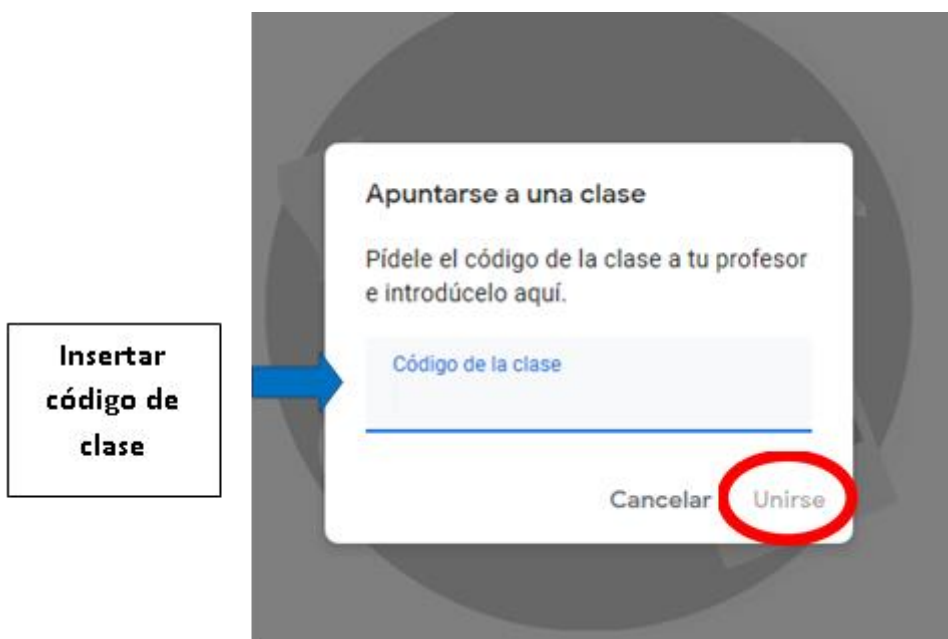 Apuntarse a una clase
Pídele el código de la clase a tu profesor
e introdúcelo aquí.
Insertar
código de
clase
Código de la clase
Cancelar
Unirse